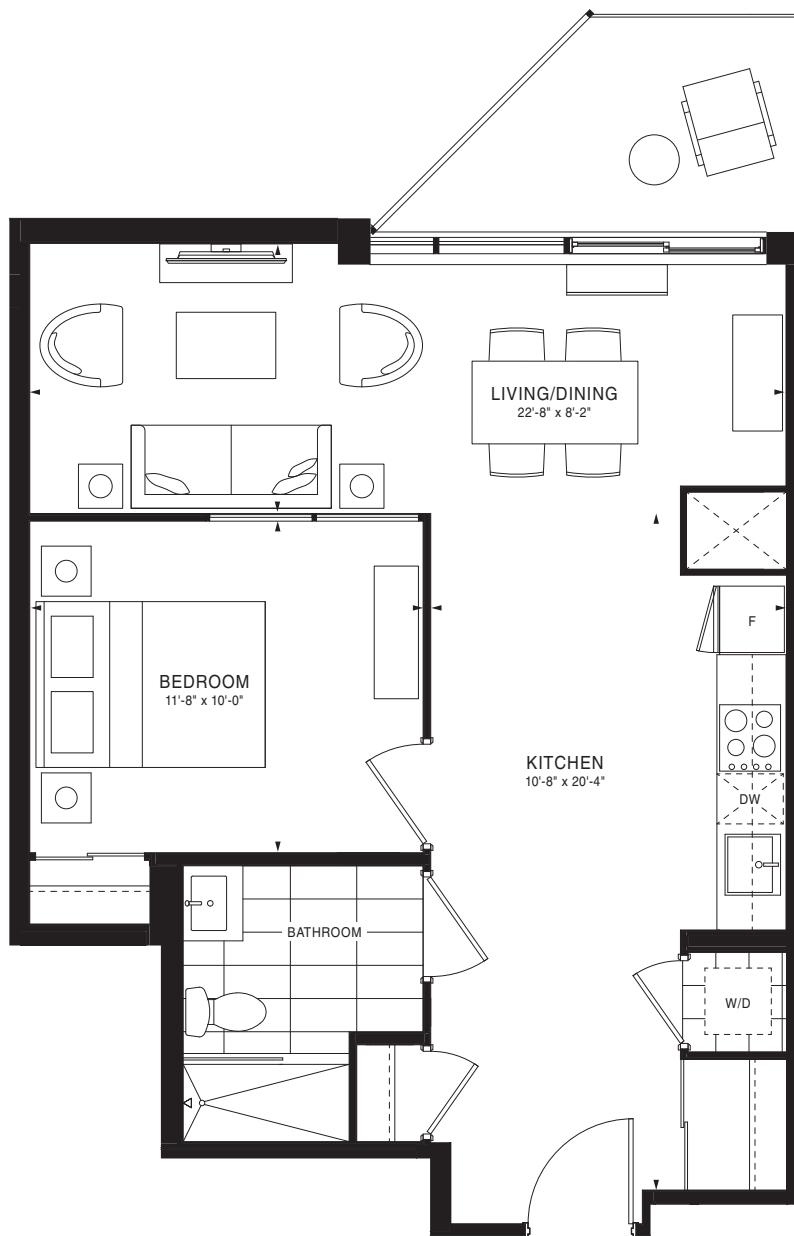 LIVING/DINING
22'-8" x 8'-2"
F
BEDROOM
11'-8" x 10'-0"
KITCHEN
10'-8" x 20'-4"
DW
BATHROOM
W/D